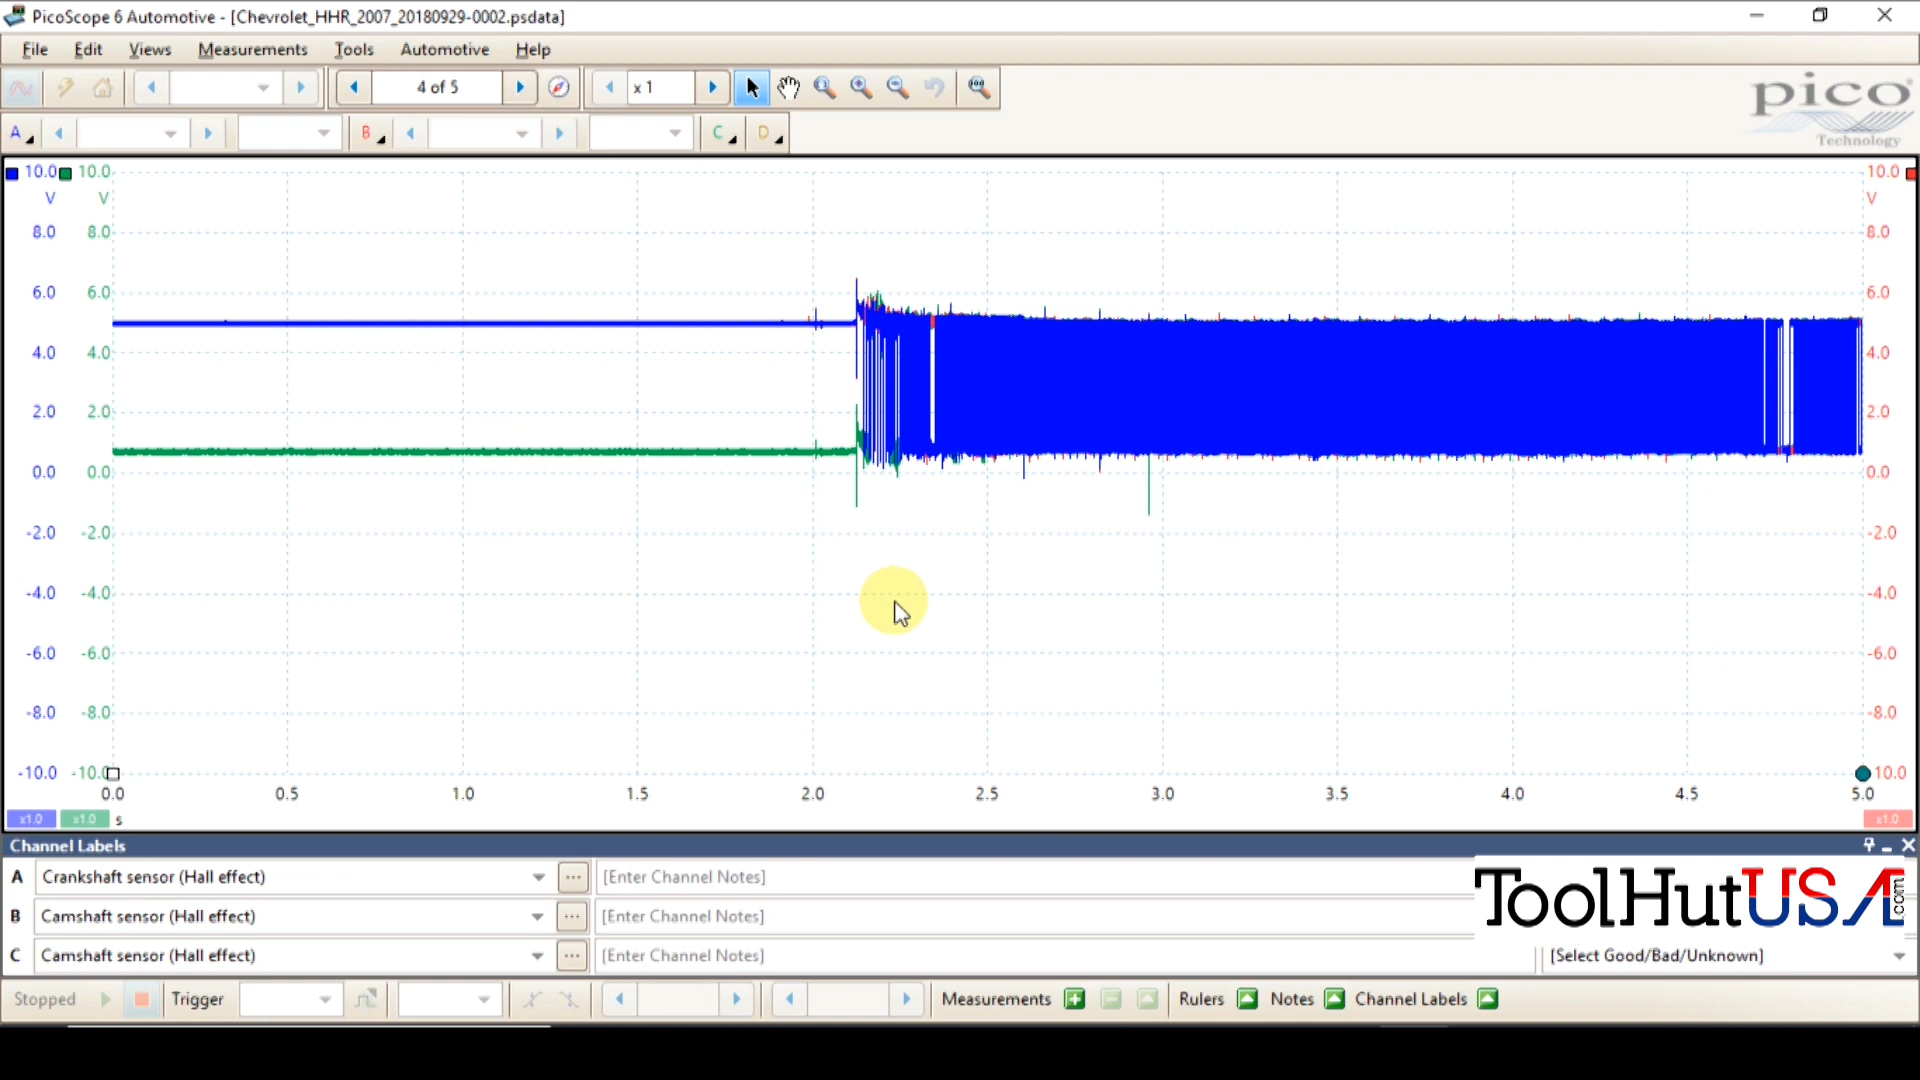 PicoScope 6 Automotive - [Chevrolet_HHR_2007_20180929-0002.psdata]
File Edit Views Measurements Tools Automotive Help
4 of 5 x 1
pico
Technology
A B C D
10.0 10.0 10.0
V V V
8.0 8.0 8.0
6.0 6.0 6.0
4.0 4.0 4.0
2.0 2.0 2.0
0.0 0.0 0.0
-2.0 -2.0 -2.0
-4.0 -4.0 -4.0
-6.0 -6.0 -6.0
-8.0 -8.0 -8.0
-10.0 -10.0 10.0
0.0 0.5 1.0 1.5 2.0 2.5 3.0 3.5 4.0 4.5 5.0
x1.0 x1.0 s x1.0
Channel Labels
A Crankshaft sensor (Hall effect) ... [Enter Channel Notes]
B Camshaft sensor (Hall effect) ... [Enter Channel Notes]
C Camshaft sensor (Hall effect) ... [Enter Channel Notes] [Select Good/Bad/Unknown]
ToolHutUSA.com
Stopped Trigger Measurements Rulers Notes Channel Labels